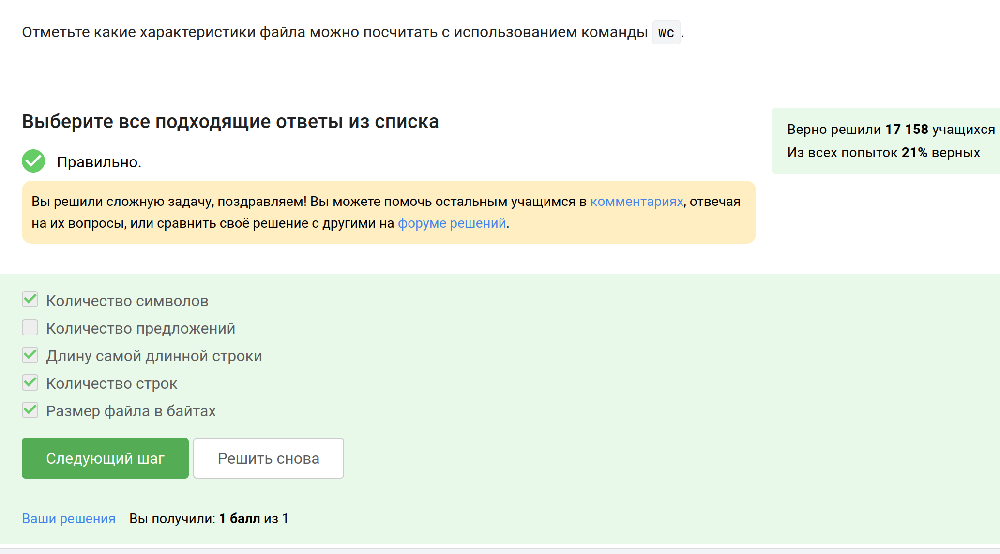 Отметьте какие характеристики файла можно посчитать с использованием команды wc.
Выберите все подходящие ответы из списка
Верно решили 17 158 учащихся
Из всех попыток 21% верных
Правильно.
Вы решили сложную задачу, поздравляем! Вы можете помочь остальным учащимся в комментариях, отвечая
на их вопросы, или сравнить своё решение с другими на форуме решений.
Количество символов
Количество предложений
Длину самой длинной строки
Количество строк
Размер файла в байтах
Следующий шаг
Решить снова
Ваши решения Вы получили: 1 балл из 1